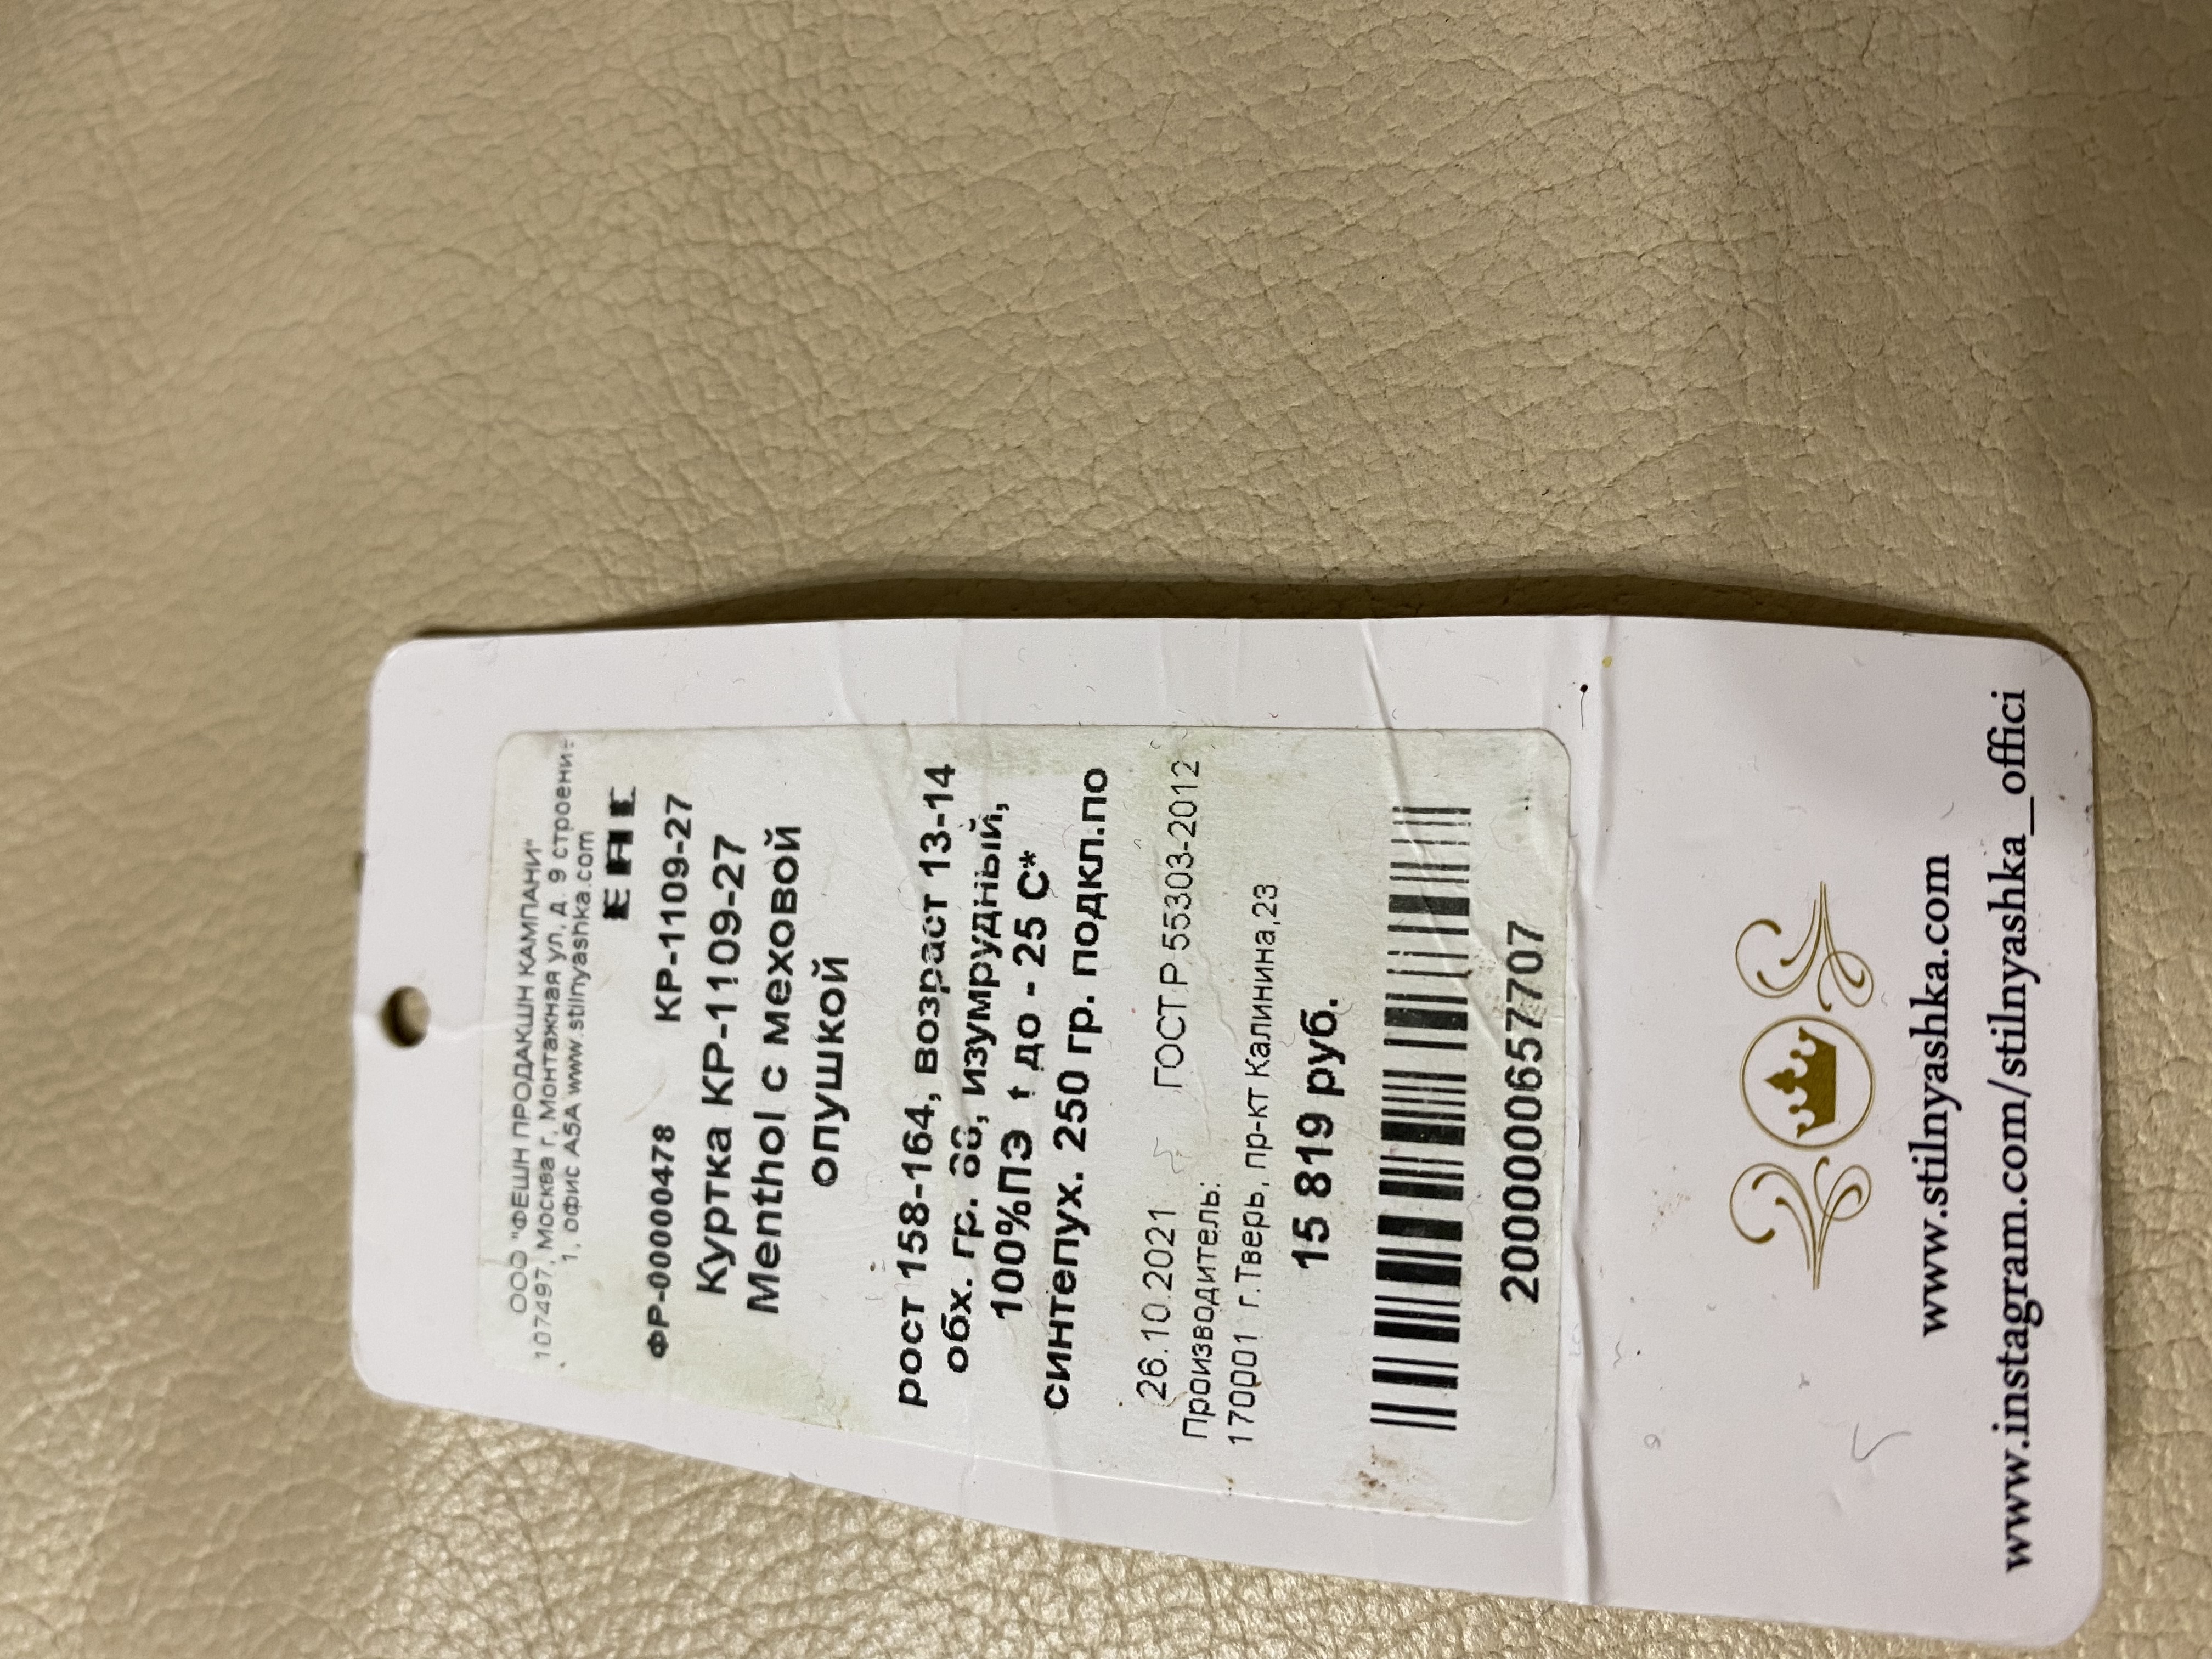 ООО "ФЕШН ПРОДАКШН КАМПАНИ"
107497, Москва г, Монтажная ул, д. 9 строение
1, офис А5А www.stilnyashka.com
EAC
ФР-00000478 КР-1109-27
Куртка КР-1109-27
Menthol с меховой
опушкой
рост 158-164, возраст 13-14
обх. гр. изумрудный,
100%ПЭ t до - 25 С*
синтепух. 250 гр. подкл.по
26.10.2021 ГОСТ Р 55303-2012
Производитель:
170001 г.Тверь, пр-кт Калинина,23
15 819 руб.
2000000657707
www.stilnyashka.com
www.instagram.com/stilnyashka_offici